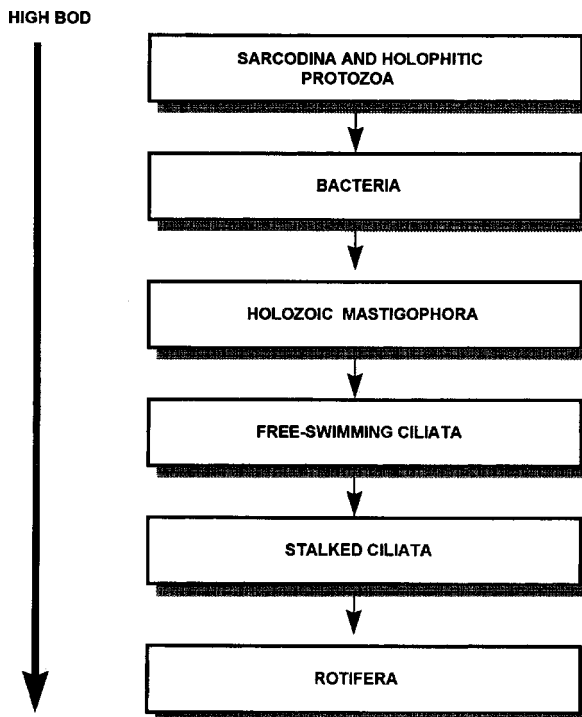 HIGH BOD
SARCODINA AND HOLOPHITIC
PROTOZOA
BACTERIA
HOLOZOIC MASTIGOPHORA
FREE-SWIMMING CILIATA
STALKED CILIATA
ROTIFERA